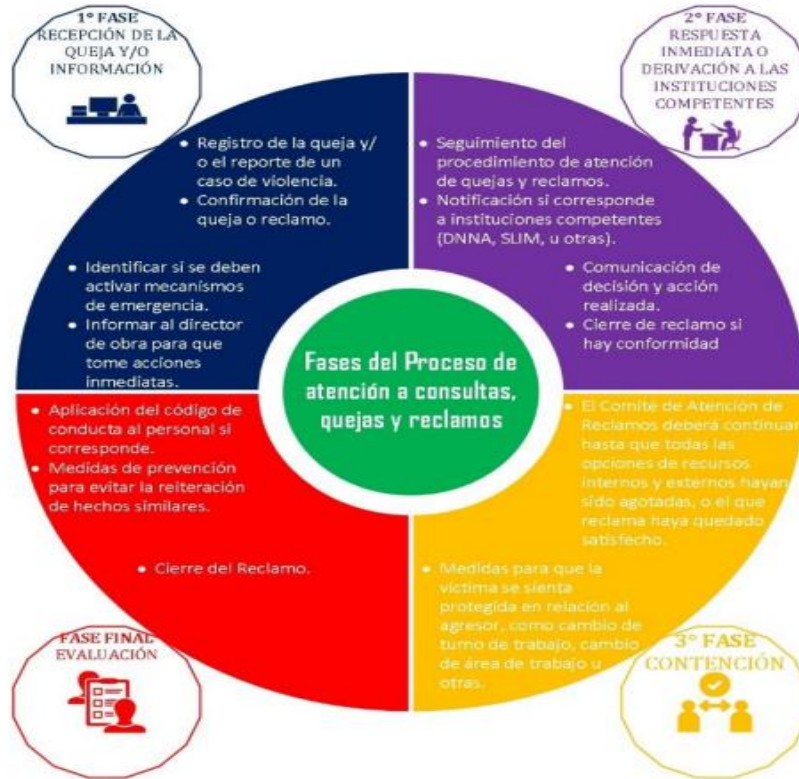 1° FASE
RECEPCIÓN DE LA
QUEJA Y/O
INFORMACIÓN
2° FASE
RESPUESTA
INMEDIATA O
DERIVACIÓN A LAS
INSTITUCIONES
COMPETENTES
• Registro de la queja y/
o el reporte de un
caso de violencia.
• Confirmación de la
queja o reclamo.
• Identificar si se deben
activar mecanismos
de emergencia.
• Informar al director
de obra para que
tome acciones
inmediatas.
• Seguimiento del
procedimiento de atención
de quejas y reclamos.
• Notificación si corresponde
a instituciones competentes
(DNNA, SLIM, u otras).
• Comunicación de
decisión y acción
realizada.
• Cierre de reclamo si
hay conformidad
Fases del Proceso de
atención a consultas,
quejas y reclamos
• El Comité de Atención de
Reclamos deberá continuar
hasta que todas las
opciones de recursos
internos y externos hayan
sido agotadas, o el que
reclama haya quedado
satisfecho.
• Medidas para que la
víctima se sienta
protegida en relación al
agresor, como cambio de
turno de trabajo, cambio
de área de trabajo u
otras.
3° FASE
CONTENCIÓN
• Aplicación del código de
conducta al personal si
corresponde.
• Medidas de prevención
para evitar la reiteración
de hechos similares.
• Cierre del Reclamo.
FASE FINAL
EVALUACIÓN